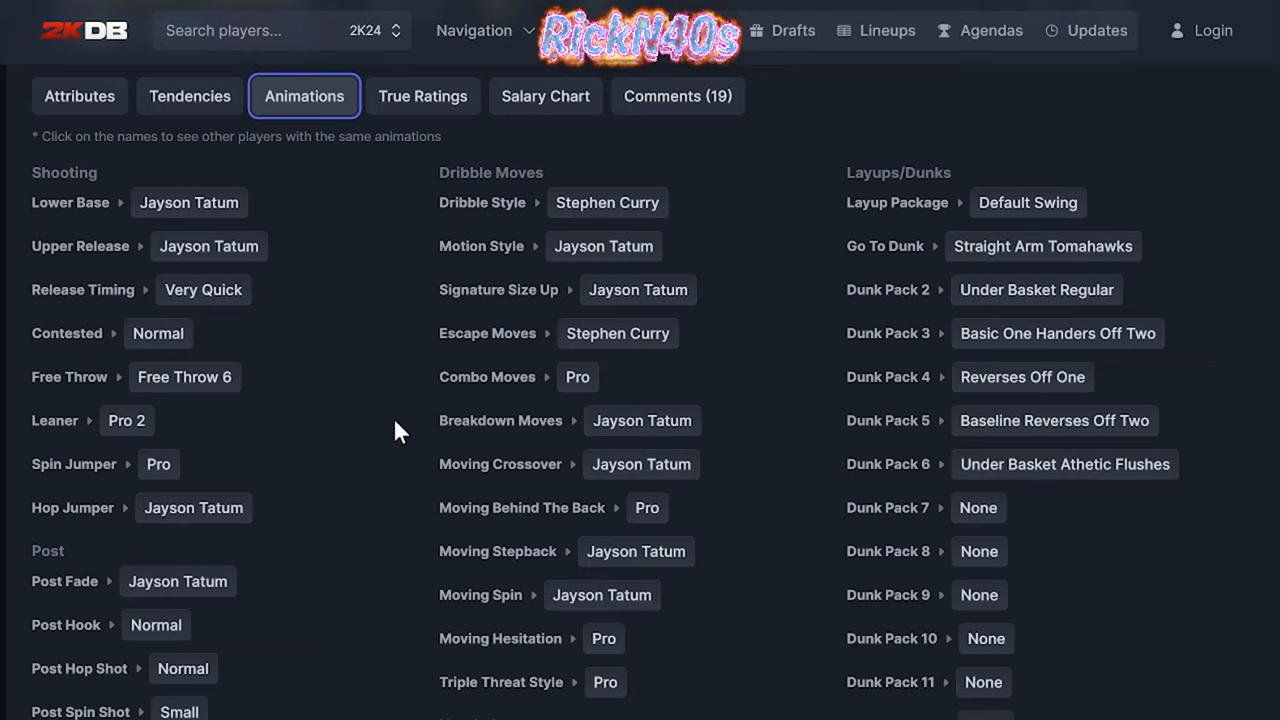 2KDB Search players... 2K24 Navigation RickN40s Drafts Lineups Agendas Updates Login
Attributes Tendencies Animations True Ratings Salary Chart Comments (19)
* Click on the names to see other players with the same animations
Shooting
Lower Base Jayson Tatum
Upper Release Jayson Tatum
Release Timing Very Quick
Contested Normal
Free Throw Free Throw 6
Leaner Pro 2
Spin Jumper Pro
Hop Jumper Jayson Tatum
Post
Post Fade Jayson Tatum
Post Hook Normal
Post Hop Shot Normal
Post Spin Shot Small
Dribble Moves
Dribble Style Stephen Curry
Motion Style Jayson Tatum
Signature Size Up Jayson Tatum
Escape Moves Stephen Curry
Combo Moves Pro
Breakdown Moves Jayson Tatum
Moving Crossover Jayson Tatum
Moving Behind The Back Pro
Moving Stepback Jayson Tatum
Moving Spin Jayson Tatum
Moving Hesitation Pro
Triple Threat Style Pro
Layups/Dunks
Layup Package Default Swing
Go To Dunk Straight Arm Tomahawks
Dunk Pack 2 Under Basket Regular
Dunk Pack 3 Basic One Handers Off Two
Dunk Pack 4 Reverses Off One
Dunk Pack 5 Baseline Reverses Off Two
Dunk Pack 6 Under Basket Athetic Flushes
Dunk Pack 7 None
Dunk Pack 8 None
Dunk Pack 9 None
Dunk Pack 10 None
Dunk Pack 11 None